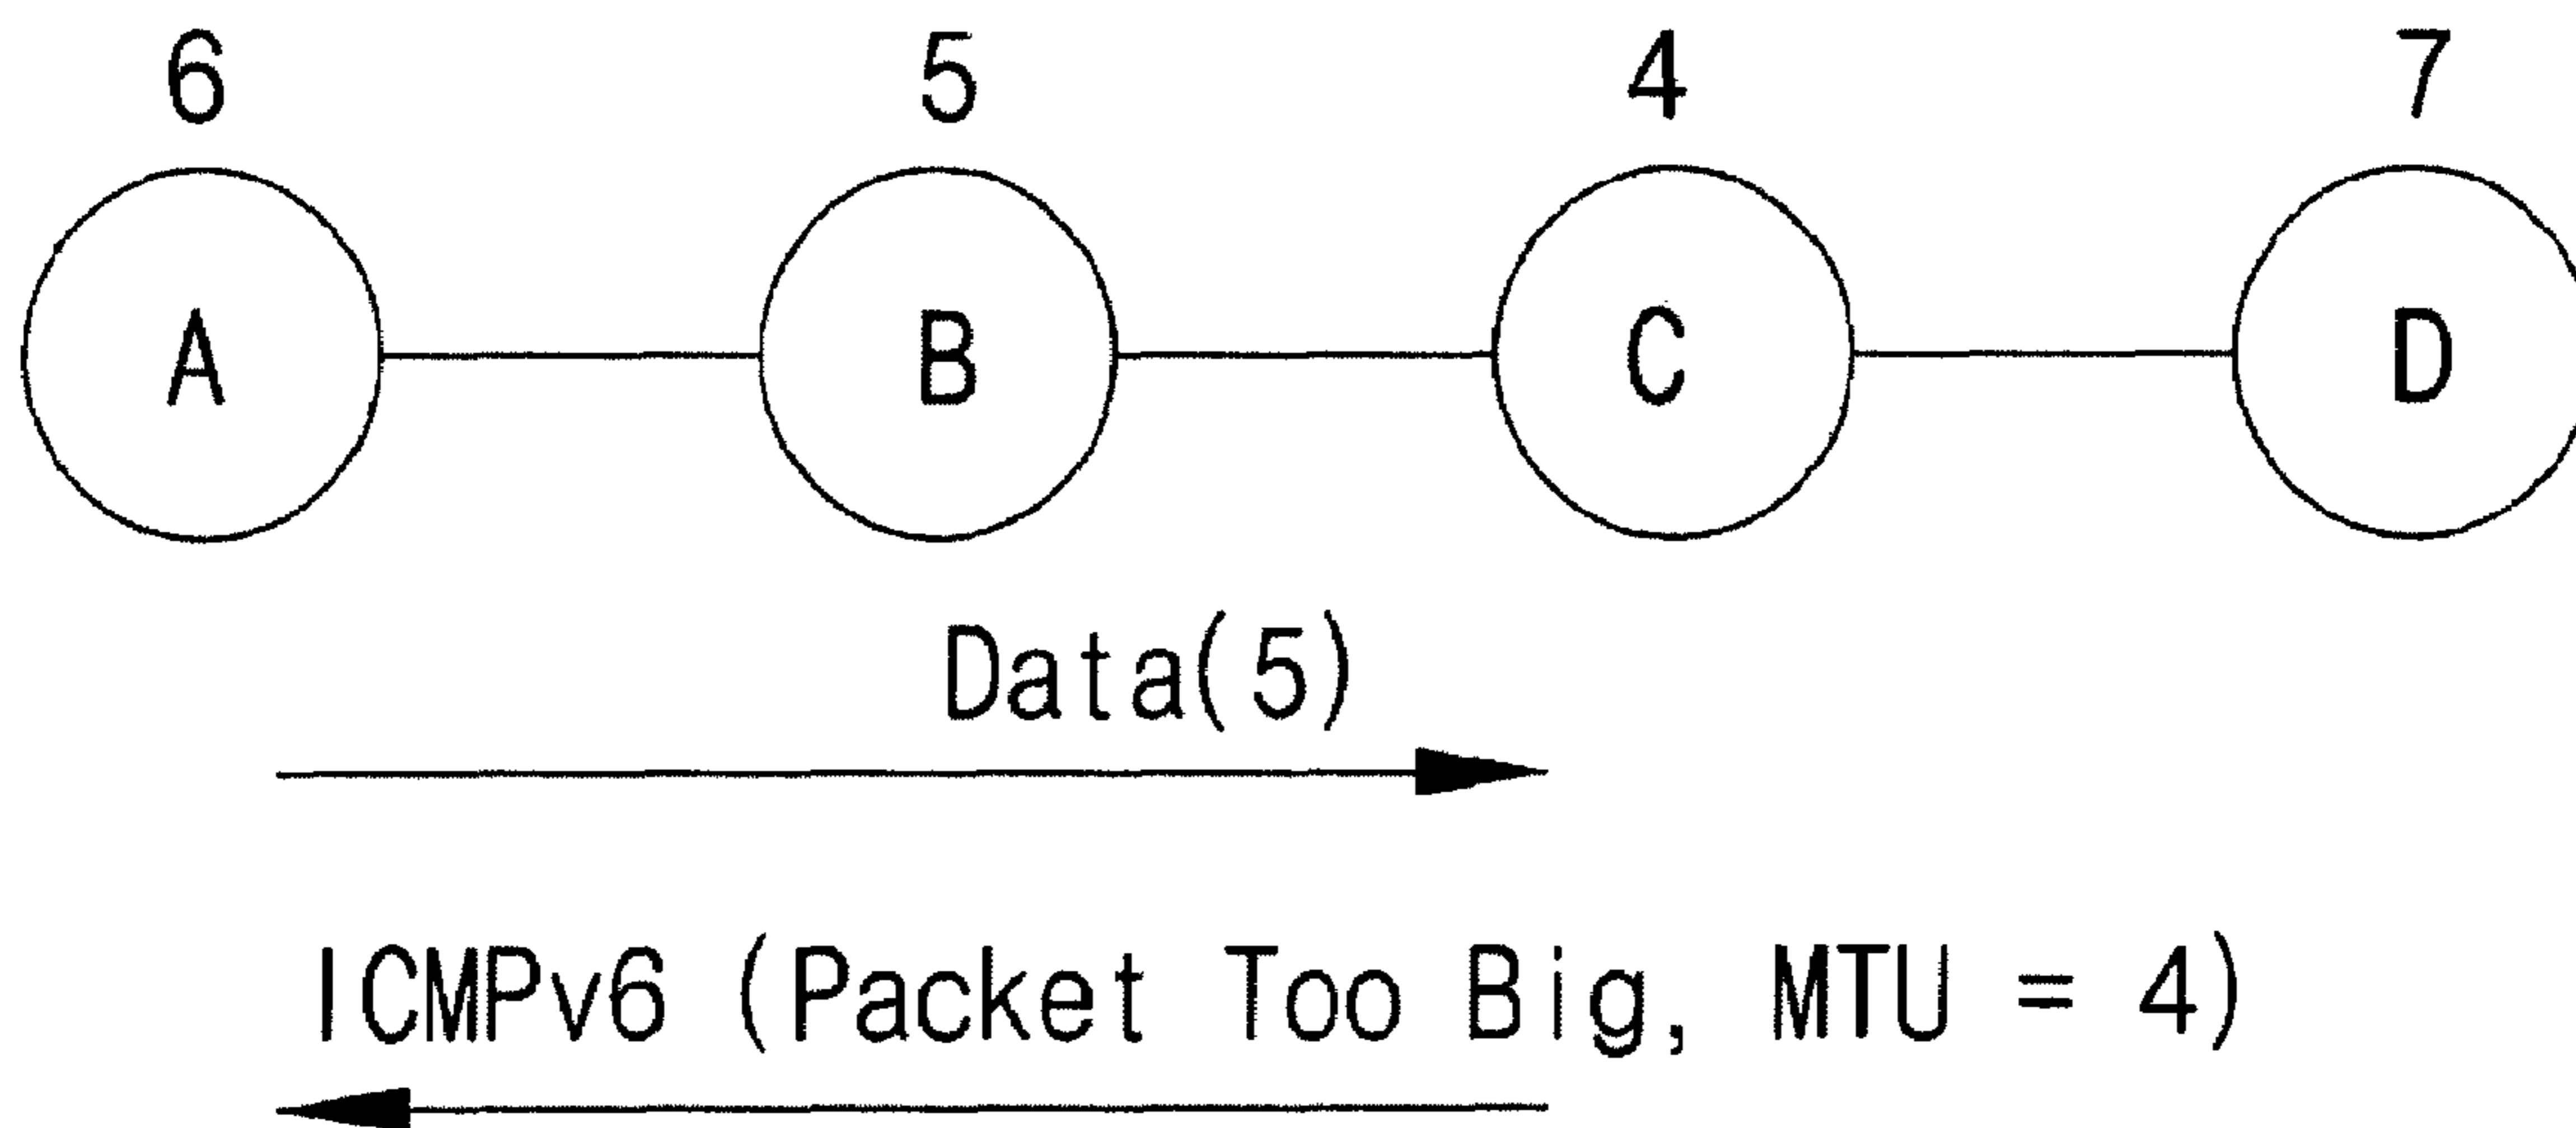 6 5 4 7
A B C D
Data(5)
ICMPv6 (Packet Too Big, MTU = 4)